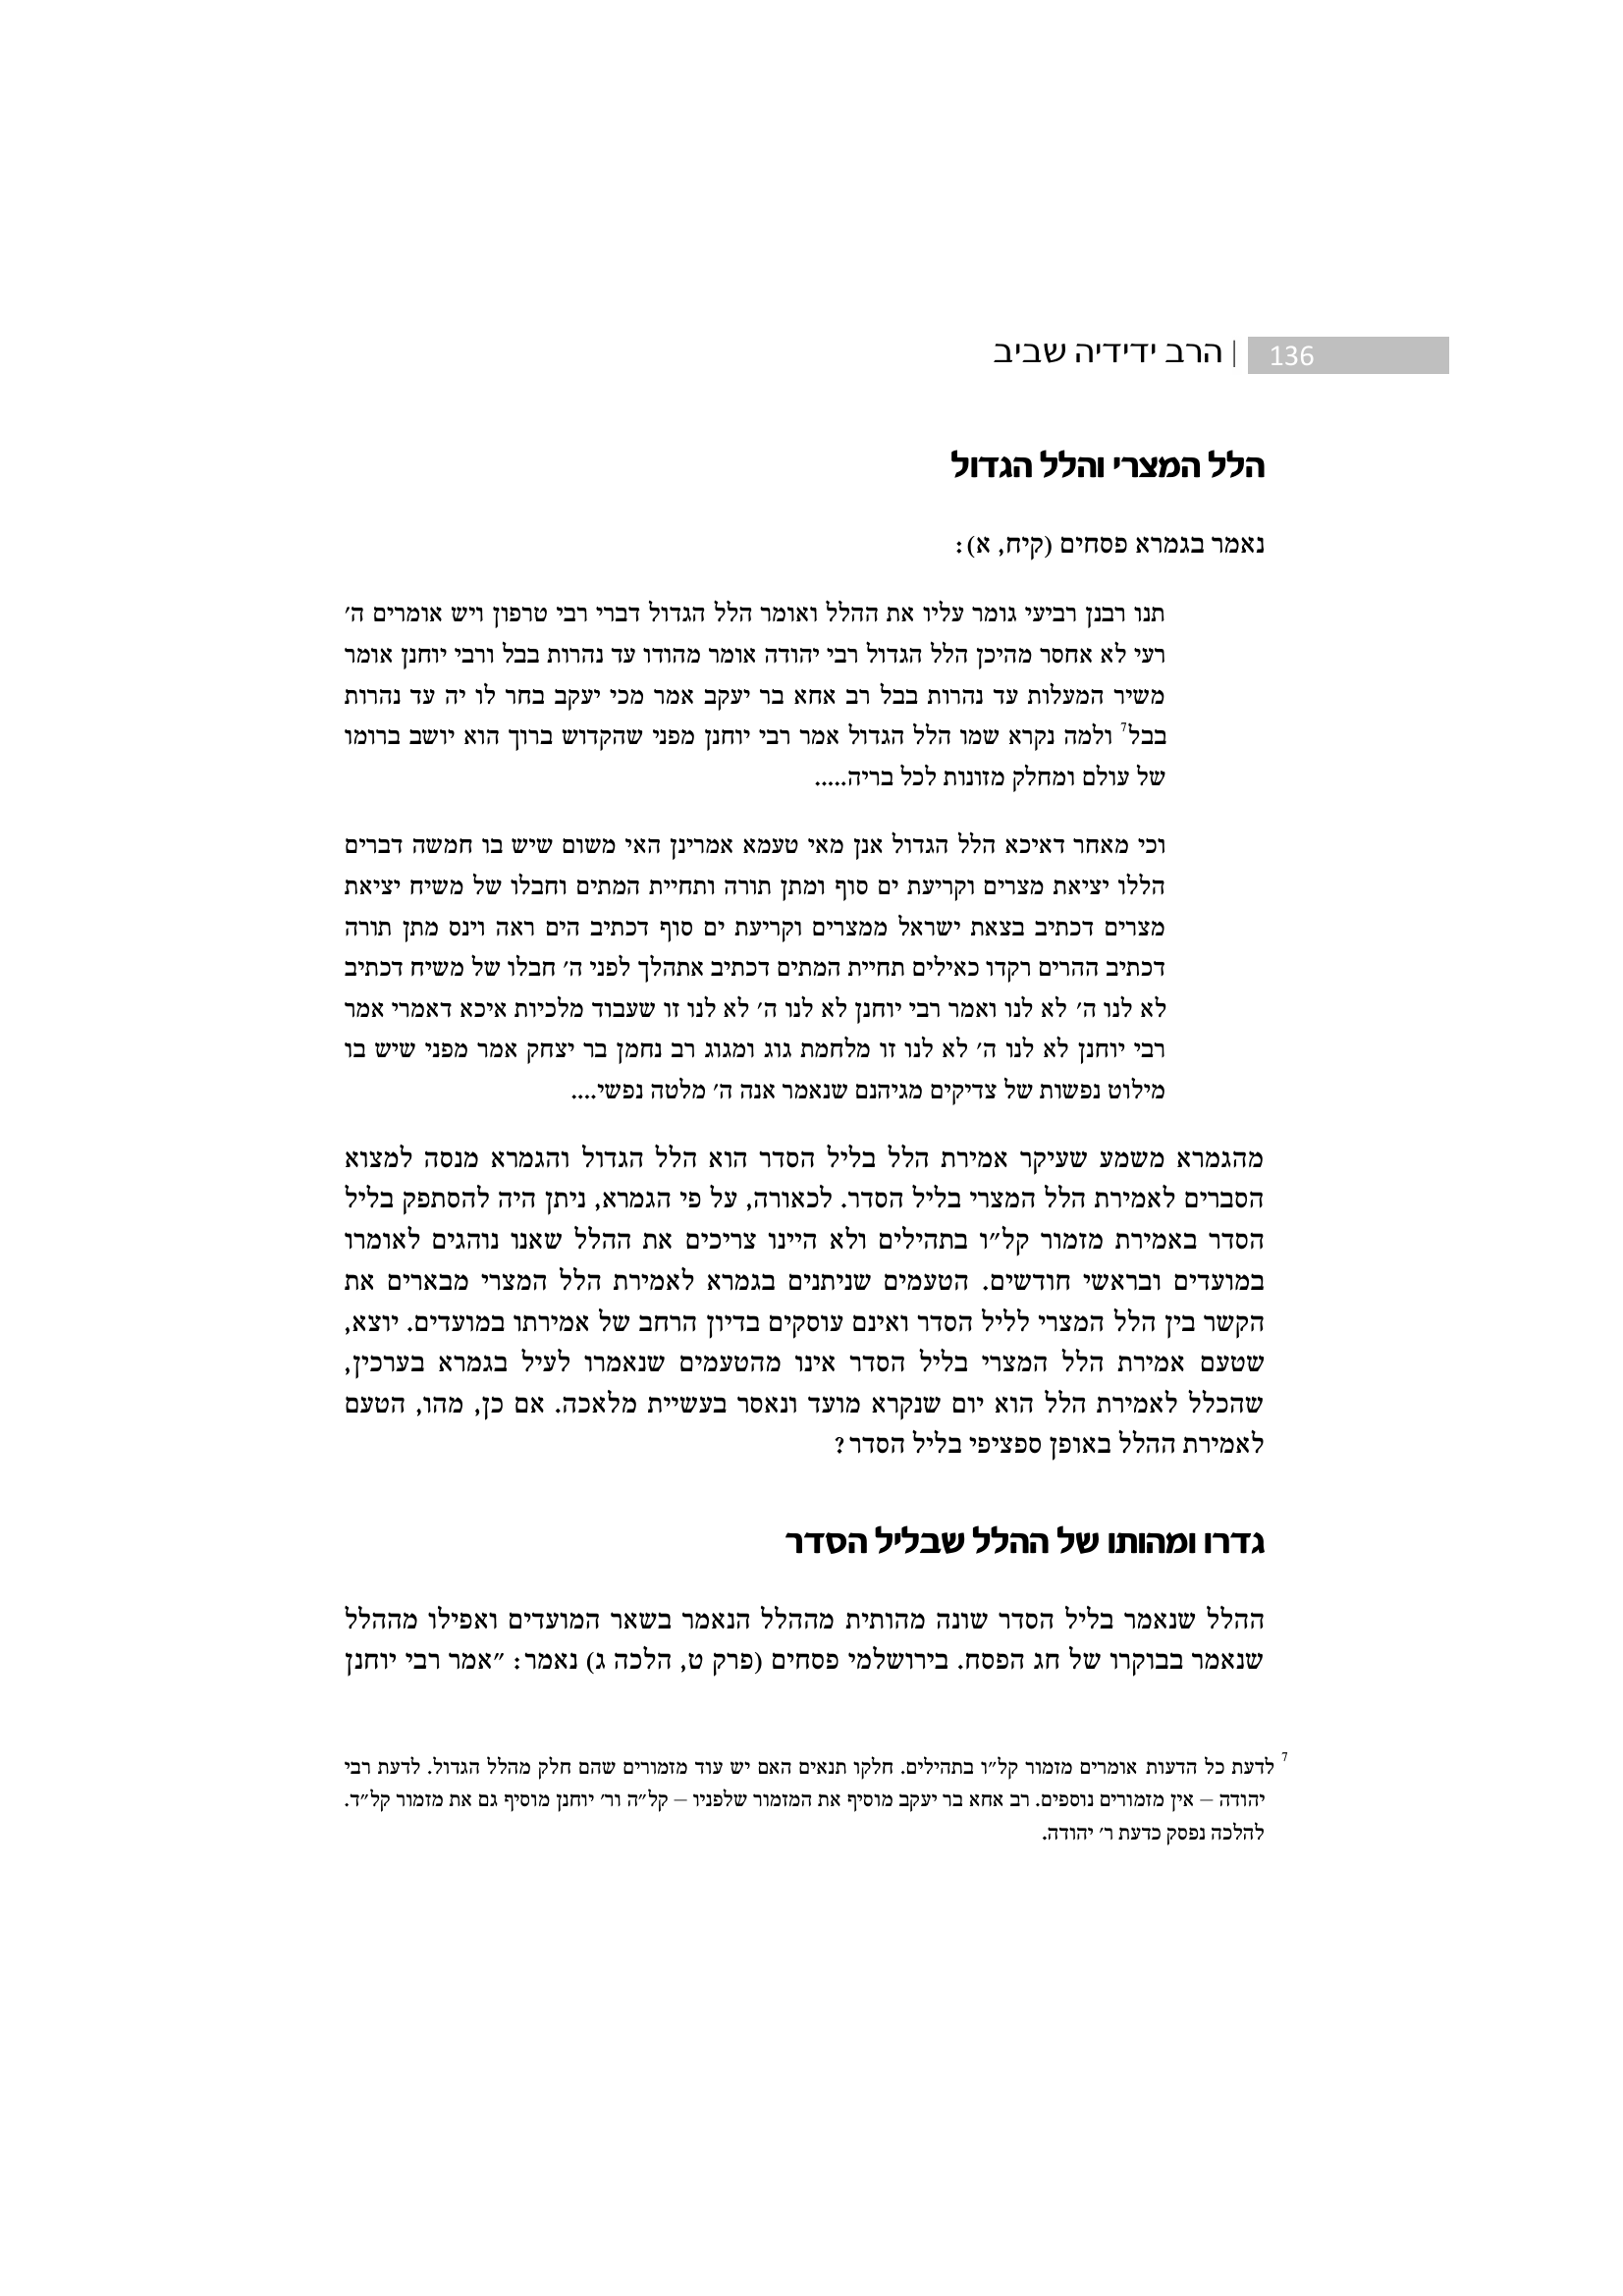 136 | הרב ידידיה שביב
הלל המצרי והלל הגדול
נאמר בגמרא פסחים (קיח, א):
תנו רבנן רביעי גומר עליו את ההלל ואומר הלל הגדול דברי רבי טרפון ויש אומרים ה׳
רעי לא אחסר מהיכן הלל הגדול רבי יהודה אומר מהודו עד נהרות בבל ורבי יוחנן אומר
משיר המעלות עד נהרות בבל רב אחא בר יעקב אמר מכי יעקב בחר לו יה עד נהרות
בבל7 ולמה נקרא שמו הלל הגדול אמר רבי יוחנן מפני שהקדוש ברוך הוא יושב ברומו
של עולם ומחלק מזונות לכל בריה.....
וכי מאחר דאיכא הלל הגדול אנן מאי טעמא אמרינן האי משום שיש בו חמשה דברים
הללו יציאת מצרים וקריעת ים סוף ומתן תורה ותחיית המתים וחבלו של משיח יציאת
מצרים דכתיב בצאת ישראל ממצרים וקריעת ים סוף דכתיב הים ראה וינס מתן תורה
דכתיב ההרים רקדו כאילים תחיית המתים דכתיב אתהלך לפני ה׳ חבלו של משיח דכתיב
לא לנו ה׳ לא לנו ואמר רבי יוחנן לא לנו ה׳ לא לנו זו שעבוד מלכיות איכא דאמרי אמר
רבי יוחנן לא לנו ה׳ לא לנו זו מלחמת גוג ומגוג רב נחמן בר יצחק אמר מפני שיש בו
מילוט נפשות של צדיקים מגיהנם שנאמר אנה ה׳ מלטה נפשי....
מהגמרא משמע שעיקר אמירת הלל בליל הסדר הוא הלל הגדול והגמרא מנסה למצוא
הסברים לאמירת הלל המצרי בליל הסדר. לכאורה, על פי הגמרא, ניתן היה להסתפק בליל
הסדר באמירת מזמור קל״ו בתהילים ולא היינו צריכים את ההלל שאנו נוהגים לאומרו
במועדים ובראשי חודשים. הטעמים שניתנים בגמרא לאמירת הלל המצרי מבארים את
הקשר בין הלל המצרי לליל הסדר ואינם עוסקים בדיון הרחב של אמירתו במועדים. יוצא,
שטעם אמירת הלל המצרי בליל הסדר אינו מהטעמים שנאמרו לעיל בגמרא בערכין,
שהכלל לאמירת הלל הוא יום שנקרא מועד ונאסר בעשיית מלאכה. אם כן, מהו, הטעם
לאמירת ההלל באופן ספציפי בליל הסדר?
גדרו ומהותו של ההלל שבליל הסדר
ההלל שנאמר בליל הסדר שונה מהותית מההלל הנאמר בשאר המועדים ואפילו מההלל
שנאמר בבוקרו של חג הפסח. בירושלמי פסחים (פרק ט, הלכה ג) נאמר: ״אמר רבי יוחנן
7 לדעת כל הדעות אומרים מזמור קל״ו בתהילים. חלקו תנאים האם יש עוד מזמורים שהם חלק מהלל הגדול. לדעת רבי
יהודה – אין מזמורים נוספים. רב אחא בר יעקב מוסיף את המזמור שלפניו – קל״ה ור׳ יוחנן מוסיף גם את מזמור קל״ד.
להלכה נפסק כדעת ר׳ יהודה.